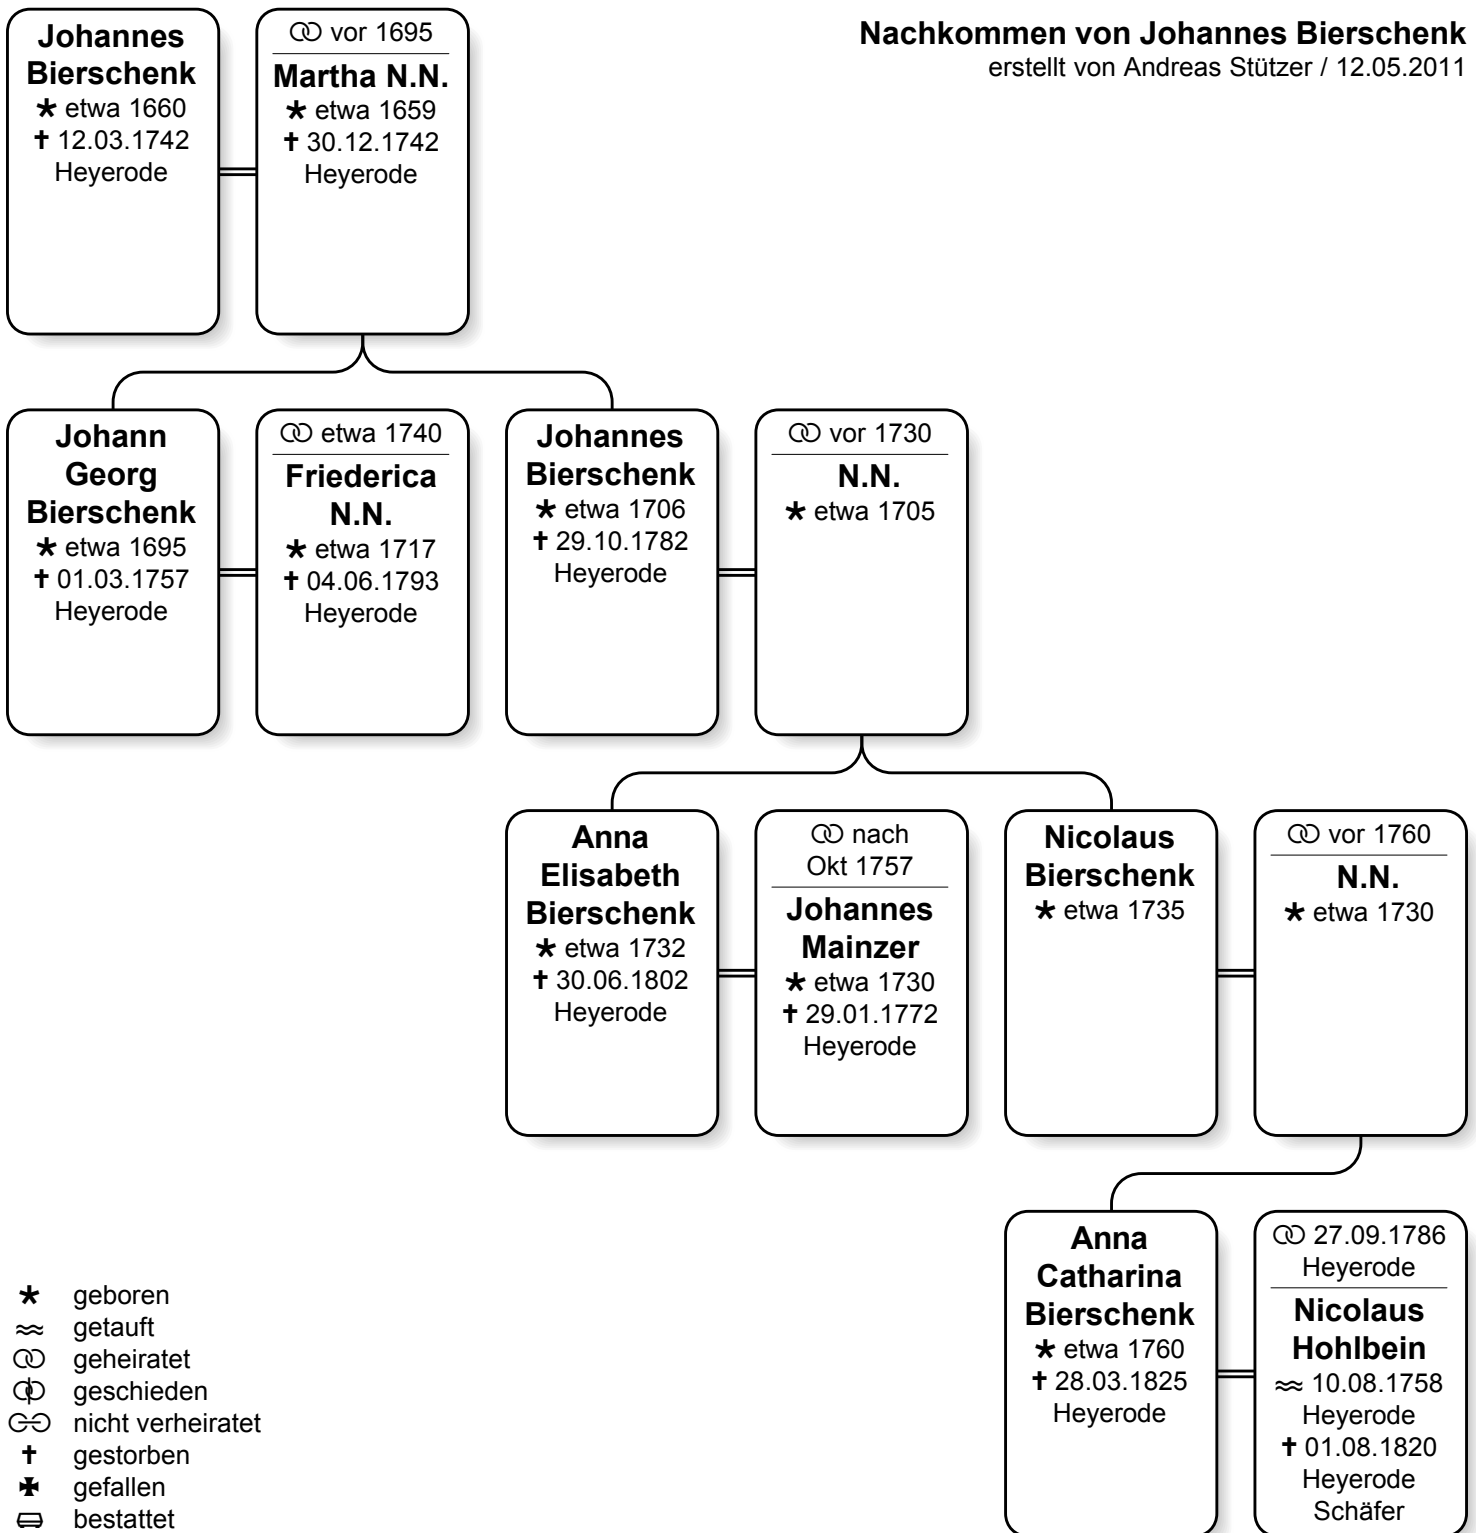 Nachkommen von Johannes Bierschenk
erstellt von Andreas Stützer / 12.05.2011
Johannes
Bierschenk
★ etwa 1660
✝ 12.03.1742
Heyerode
⚭ vor 1695
Martha N.N.
★ etwa 1659
✝ 30.12.1742
Heyerode
Johann
Georg
Bierschenk
★ etwa 1695
✝ 01.03.1757
Heyerode
⚭ etwa 1740
Friederica
N.N.
★ etwa 1717
✝ 04.06.1793
Heyerode
Johannes
Bierschenk
★ etwa 1706
✝ 29.10.1782
Heyerode
⚭ vor 1730
N.N.
★ etwa 1705
Anna
Elisabeth
Bierschenk
★ etwa 1732
✝ 30.06.1802
Heyerode
⚭ nach
Okt 1757
Johannes
Mainzer
★ etwa 1730
✝ 29.01.1772
Heyerode
Nicolaus
Bierschenk
★ etwa 1735
⚭ vor 1760
N.N.
★ etwa 1730
Anna
Catharina
Bierschenk
★ etwa 1760
✝ 28.03.1825
Heyerode
⚭ 27.09.1786
Heyerode
Nicolaus
Hohlbein
≈ 10.08.1758
Heyerode
✝ 01.08.1820
Heyerode
Schäfer
★ geboren
≈ getauft
⚭ geheiratet
⚮ geschieden
⚯ nicht verheiratet
✝ gestorben
✠ gefallen
⚰ bestattet